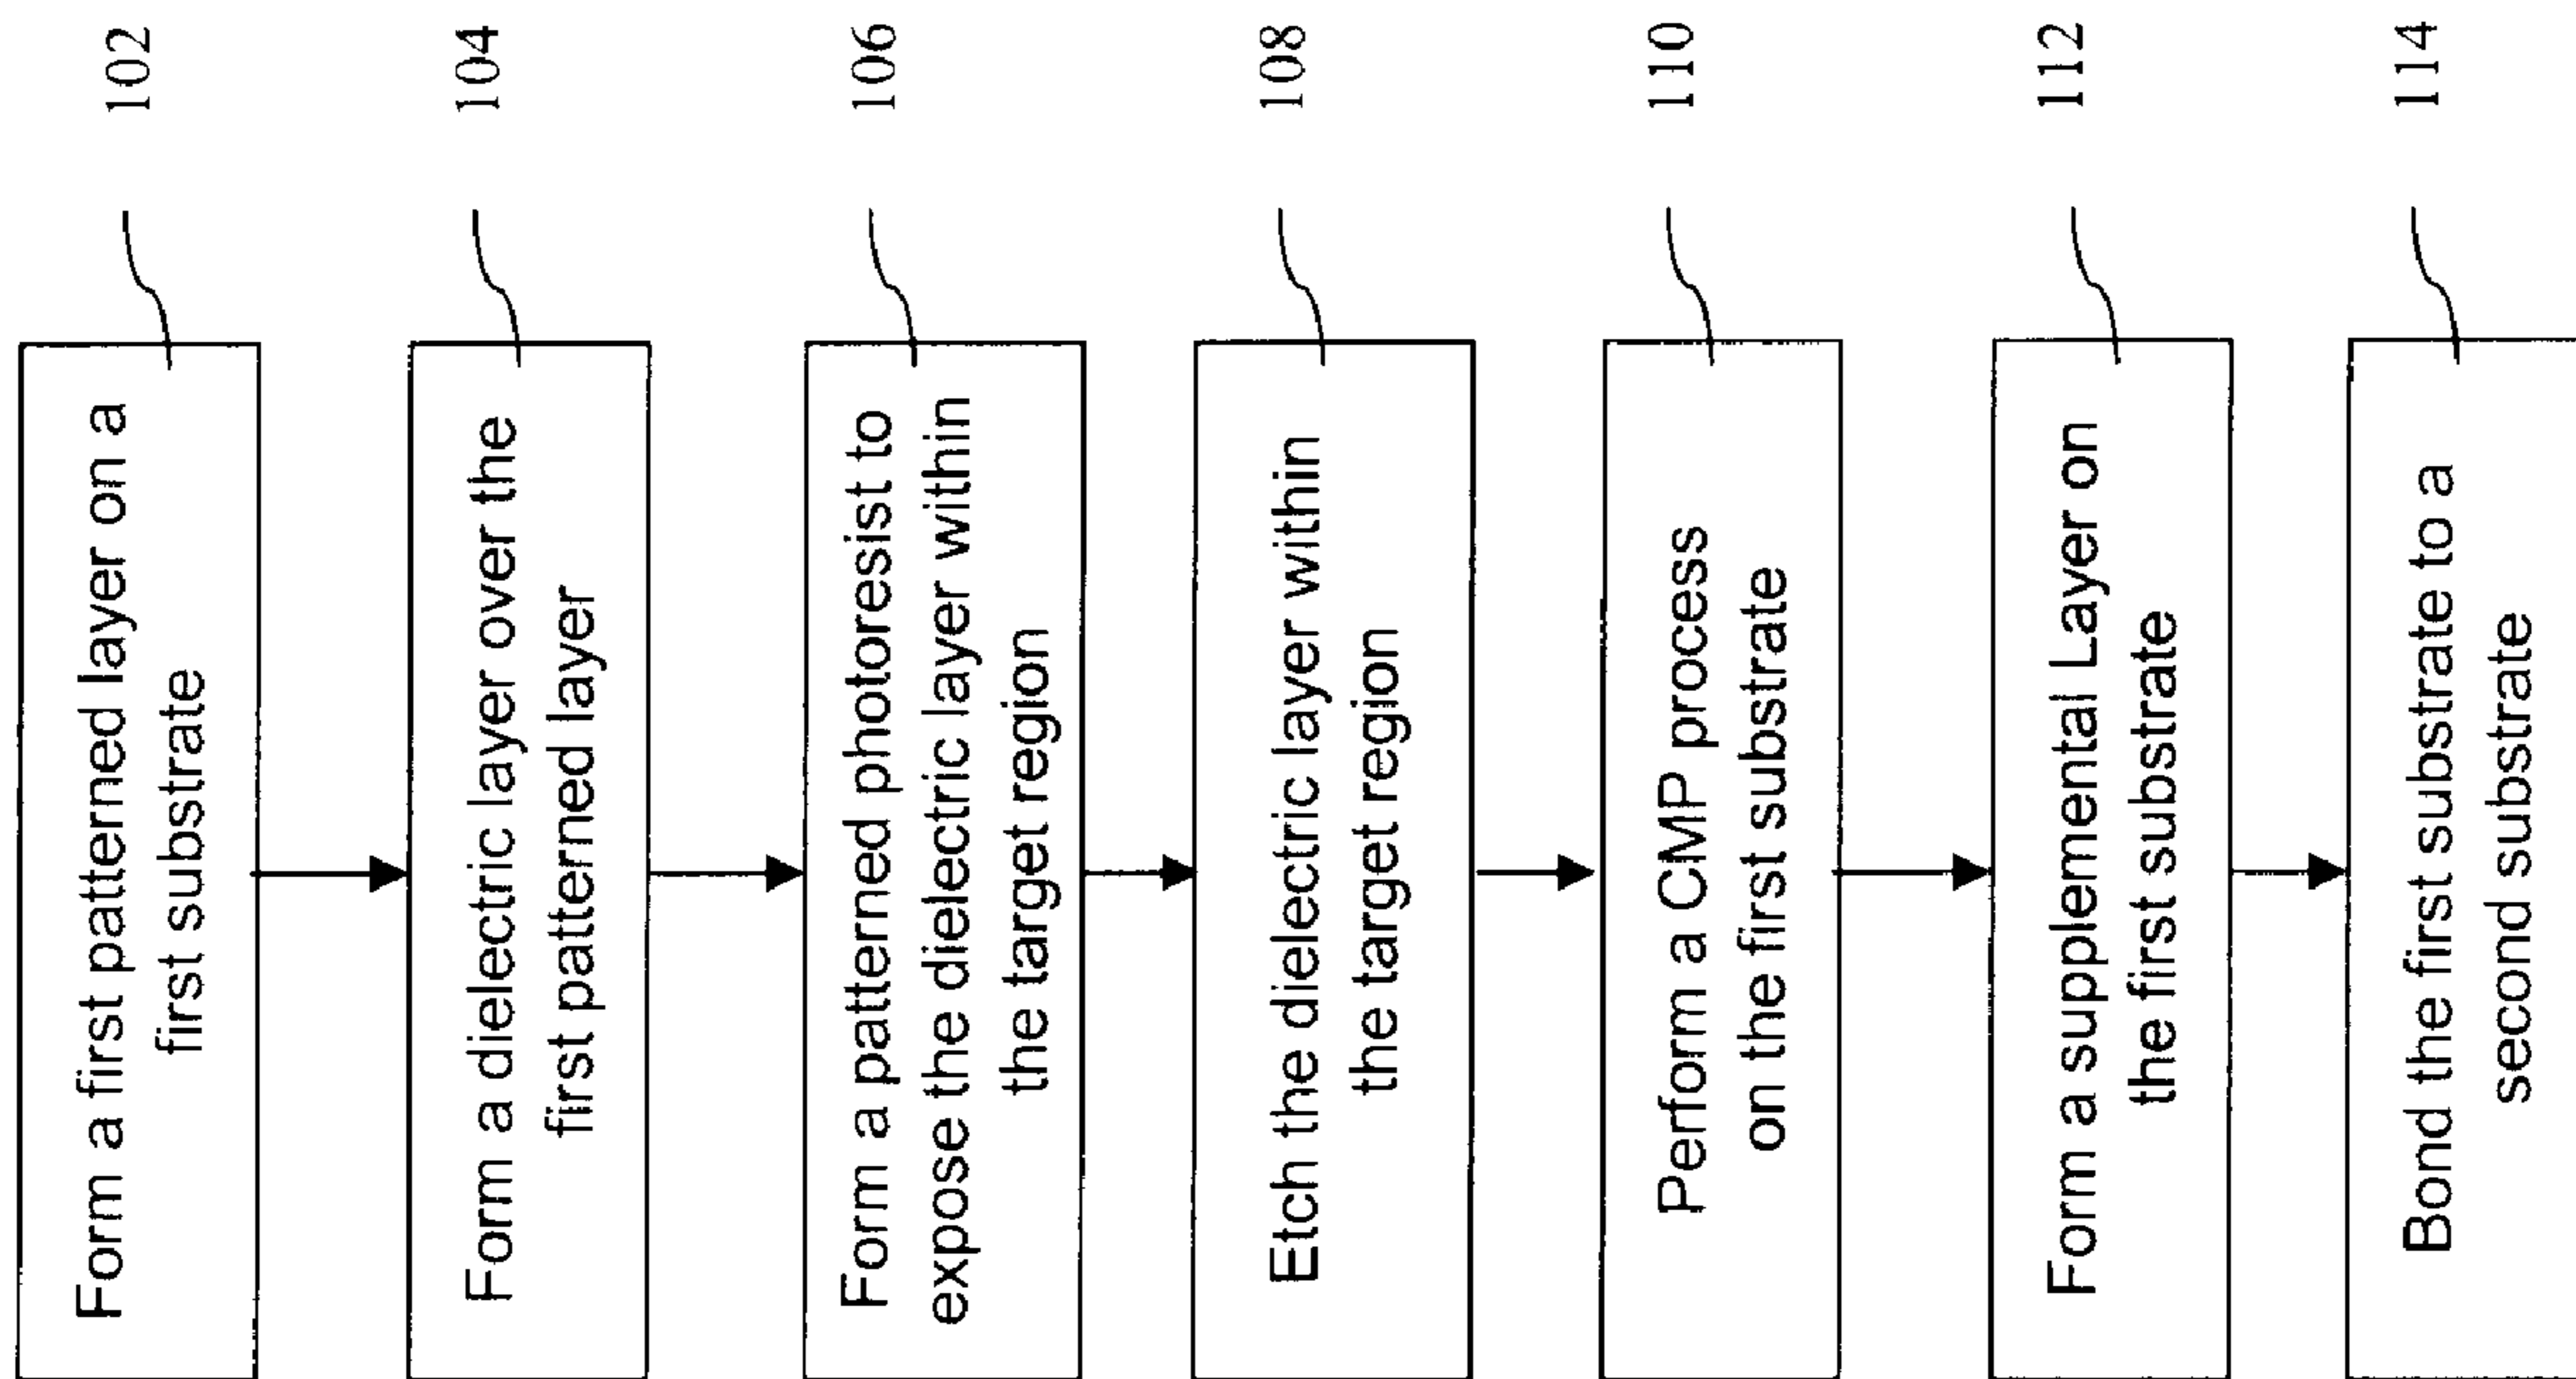 Form a first patterned layer on a
first substrate
102
Form a dielectric layer over the
first patterned layer
104
Form a patterned photoresist to
expose the dielectric layer within
the target region
106
Etch the dielectric layer within
the target region
108
Perform a CMP process
on the first substrate
110
Form a supplemental Layer on
the first substrate
112
Bond the first substrate to a
second substrate
114